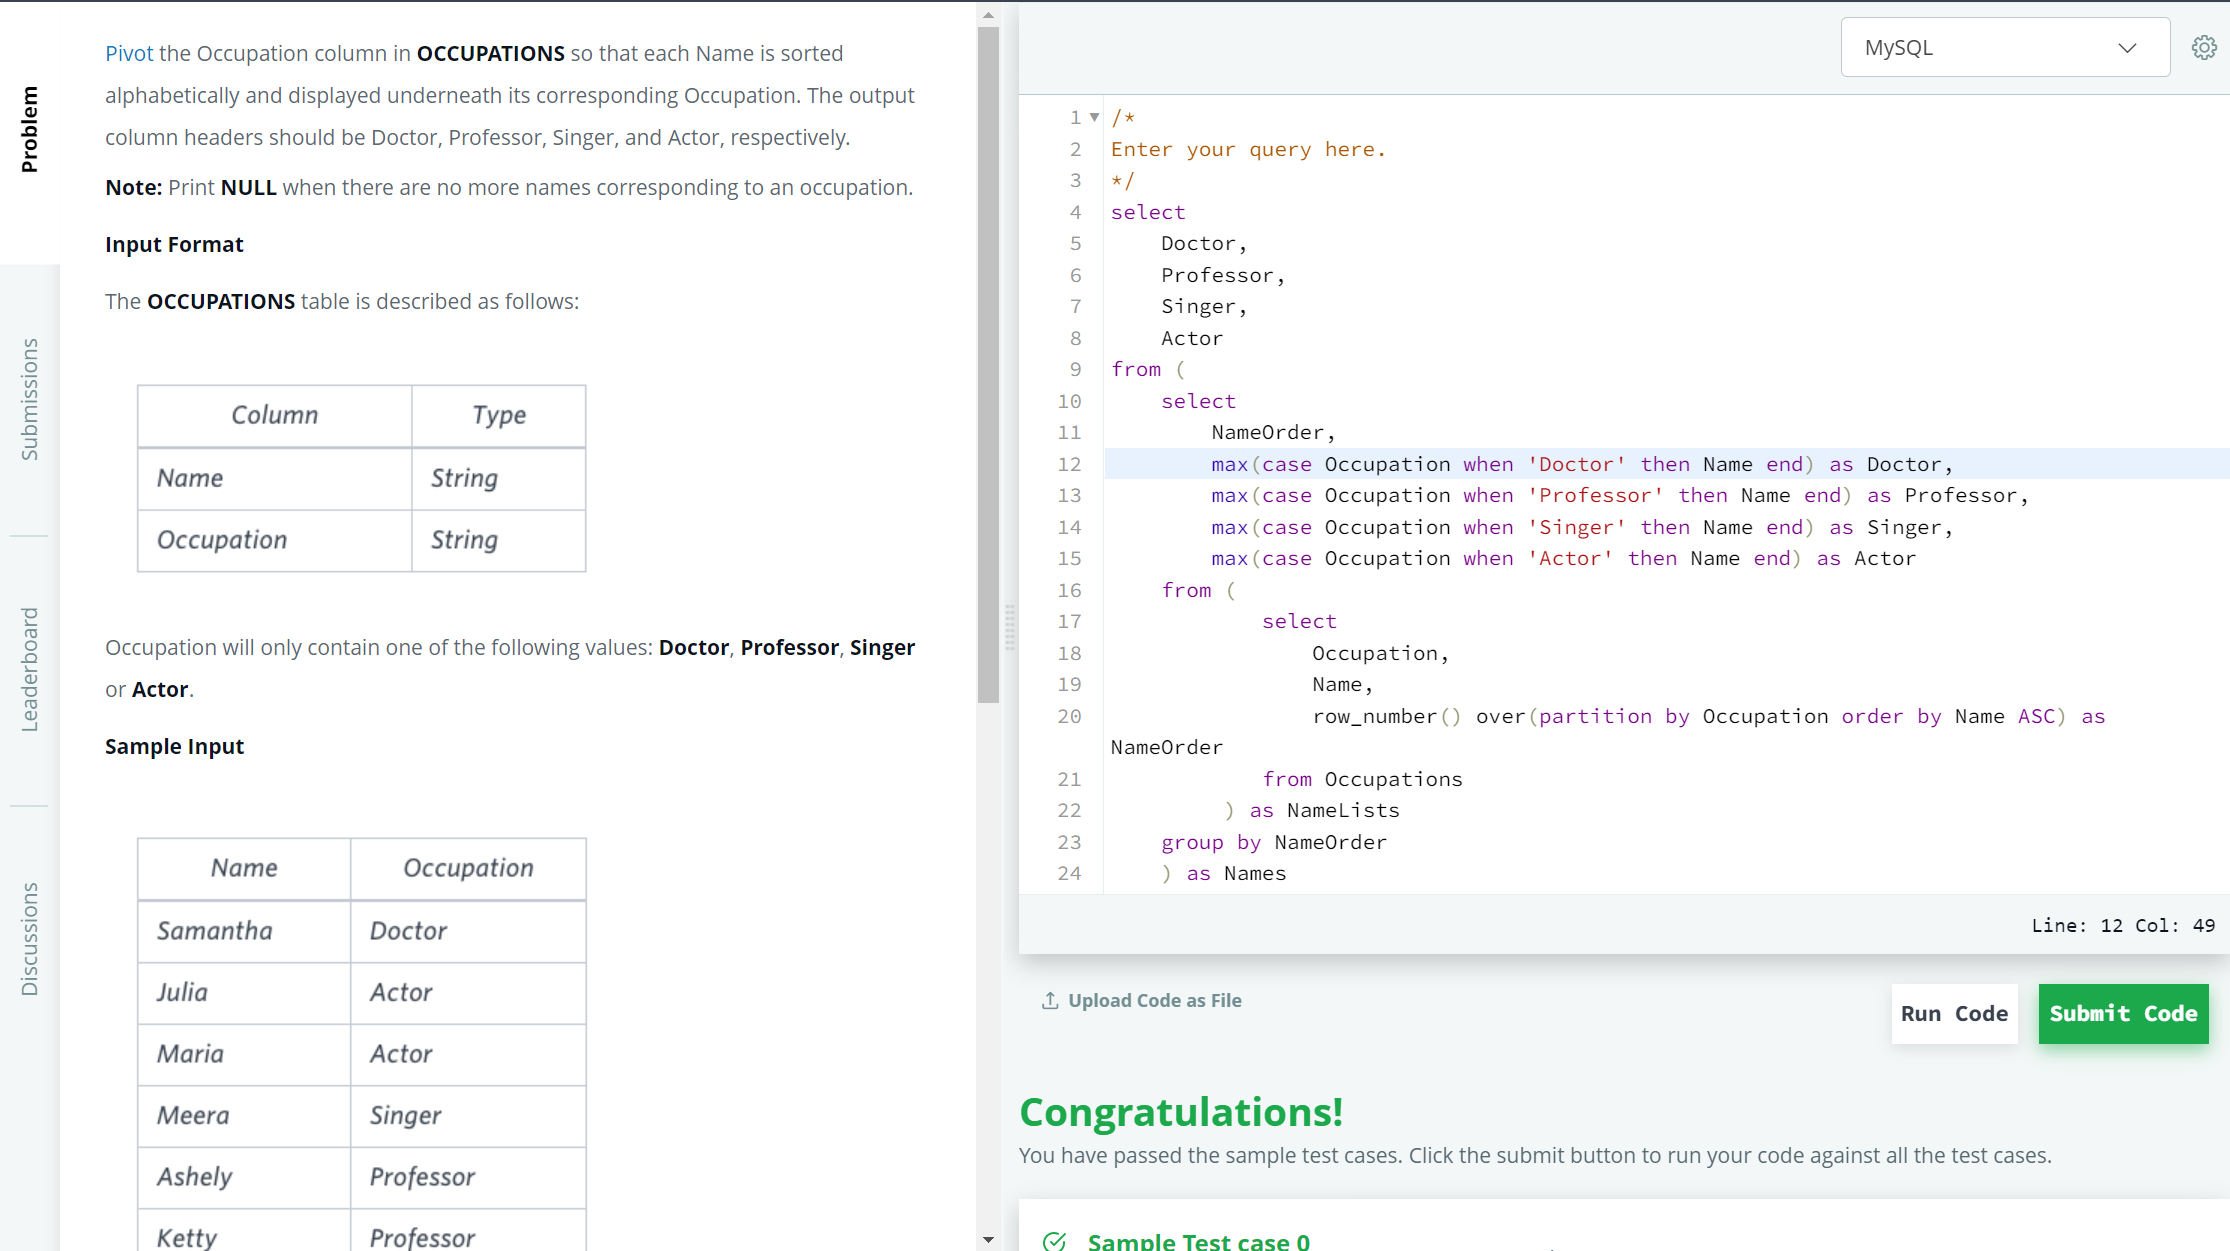 Problem
Submissions
Leaderboard
Discussions
Pivot the Occupation column in OCCUPATIONS so that each Name is sorted
alphabetically and displayed underneath its corresponding Occupation. The output
column headers should be Doctor, Professor, Singer, and Actor, respectively.
Note: Print NULL when there are no more names corresponding to an occupation.
Input Format
The OCCUPATIONS table is described as follows:
Column Type
Name String
Occupation String
Occupation will only contain one of the following values: Doctor, Professor, Singer
or Actor.
Sample Input
Name Occupation
Samantha Doctor
Julia Actor
Maria Actor
Meera Singer
Ashely Professor
Ketty Professor
MySQL
1 /*
2 Enter your query here.
3 */
4 select
5 Doctor,
6 Professor,
7 Singer,
8 Actor
9 from (
10 select
11 NameOrder,
12 max(case Occupation when 'Doctor' then Name end) as Doctor,
13 max(case Occupation when 'Professor' then Name end) as Professor,
14 max(case Occupation when 'Singer' then Name end) as Singer,
15 max(case Occupation when 'Actor' then Name end) as Actor
16 from (
17 select
18 Occupation,
19 Name,
20 row_number() over(partition by Occupation order by Name ASC) as
NameOrder
21 from Occupations
22 ) as NameLists
23 group by NameOrder
24 ) as Names
Line: 12 Col: 49
Upload Code as File
Run Code
Submit Code
Congratulations!
You have passed the sample test cases. Click the submit button to run your code against all the test cases.
Sample Test case 0